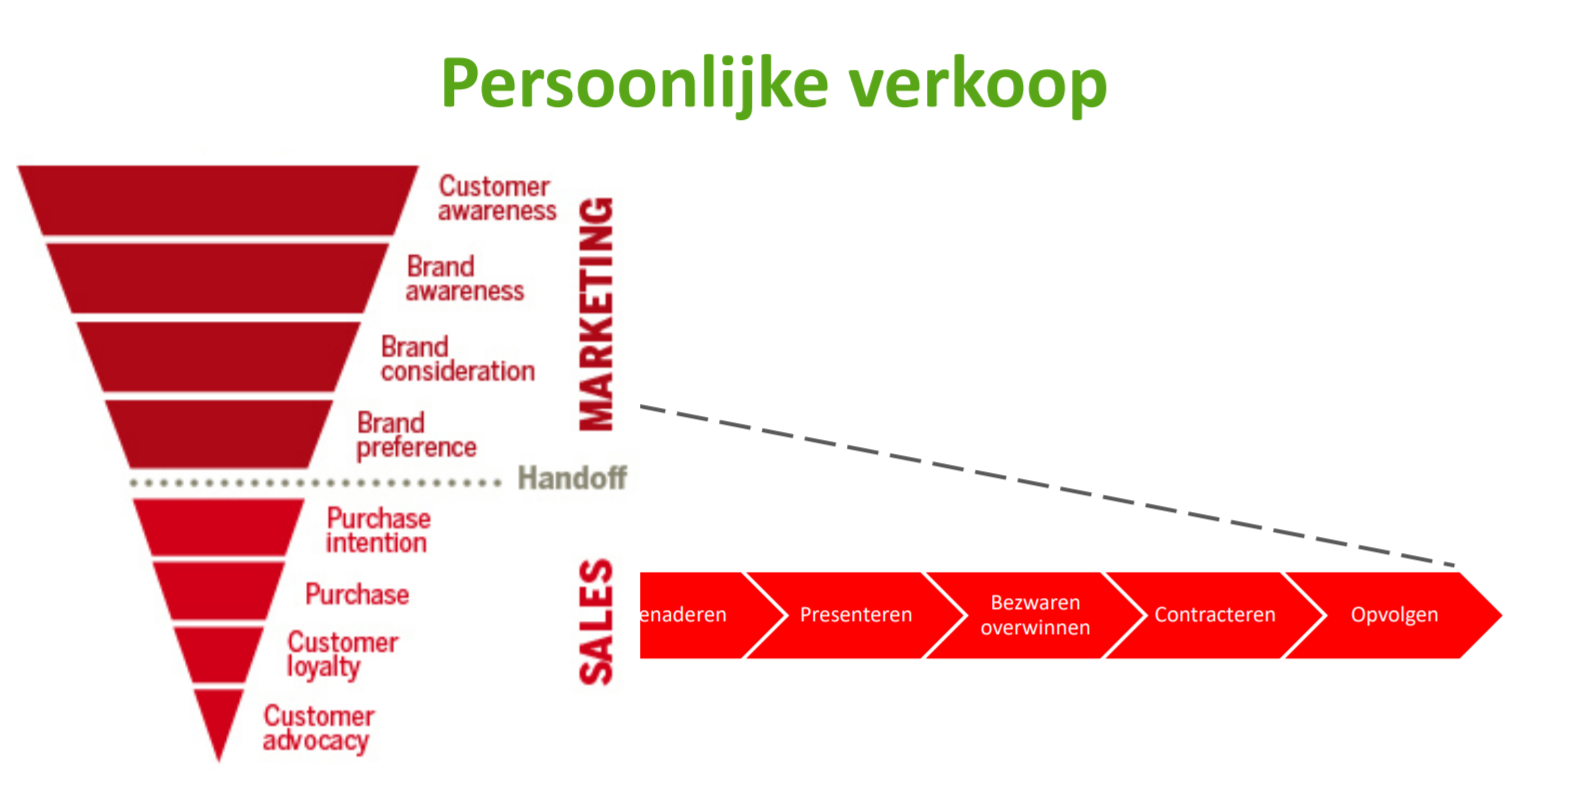 Persoonlijke verkoop
Customer
awareness
Brand
awareness
Brand
consideration
Brand
preference
MARKETING
Handoff
Purchase
intention
Purchase
Customer
loyalty
Customer
advocacy
SALES
enaderen
Presenteren
Bezwaren
overwinnen
Contracteren
Opvolgen